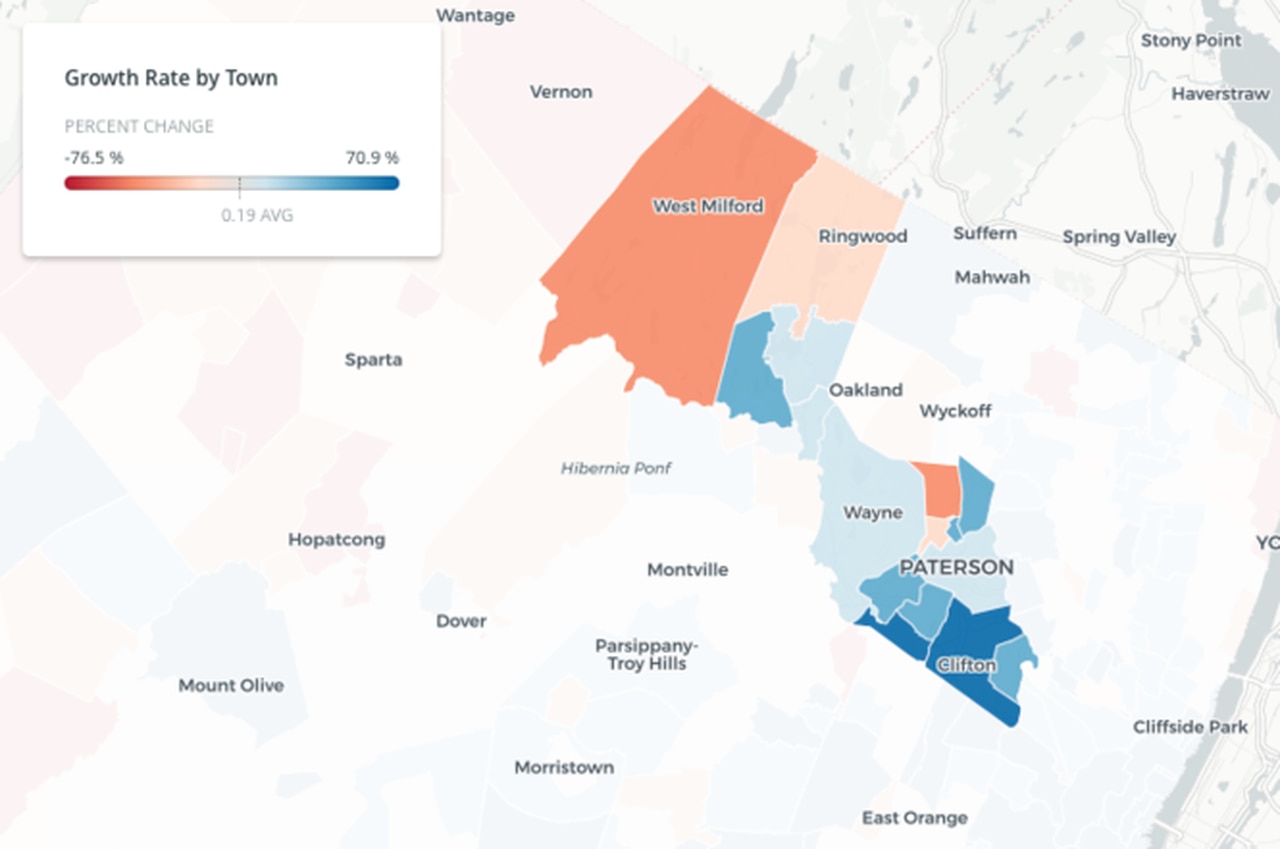 Wantage
Stony Point
Growth Rate by Town
Vernon
Haverstraw
PERCENT CHANGE
-76.5 %
70.9 %
0.19 AVG
West Milford
Ringwood
Suffern
Spring Valley
Mahwah
Sparta
Oakland
Wyckoff
Hibernia Ponf
Wayne
Hopatcong
YO
PATERSON
Montville
Dover
Parsippany-
Troy Hills
Clifton
Mount Olive
Cliffside Park
Morristown
East Orange